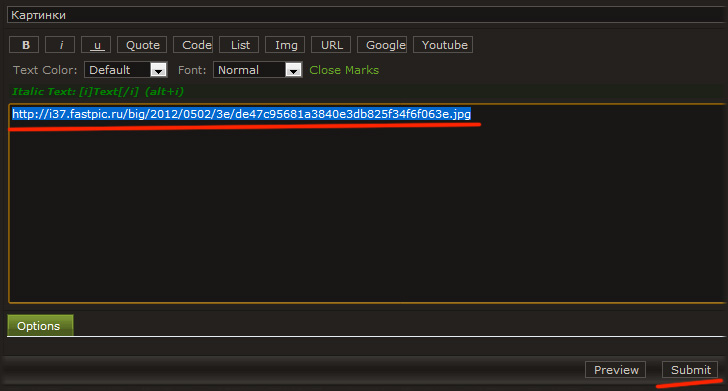 Картинки
B i u Quote Code List Img URL Google Youtube
Text Color: Default Font: Normal Close Marks
Italic Text: [i]Text[/i] (alt+i)
http://i37.fastpic.ru/big/2012/0502/3e/de47c95681a3840e3db825f34f6f063e.jpg
Options
Preview Submit